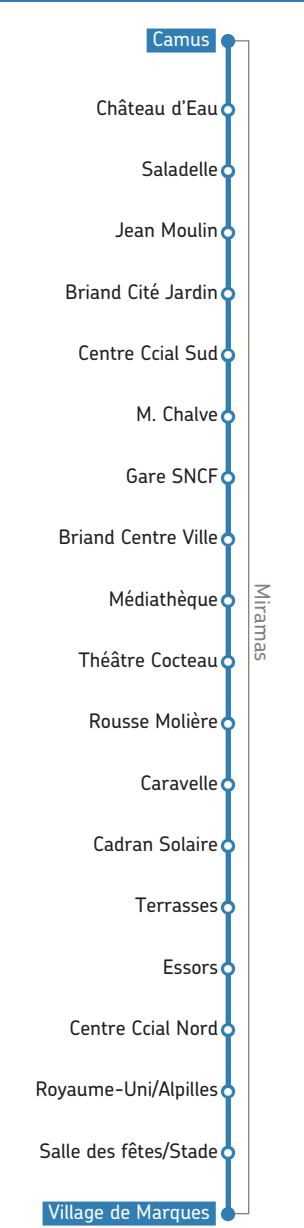 Camus
Château d'Eau
Saladelle
Jean Moulin
Briand Cité Jardin
Centre Ccial Sud
M. Chalve
Gare SNCF
Briand Centre Ville
Médiathèque
Miramas
Théâtre Cocteau
Rousse Molière
Caravelle
Cadran Solaire
Terrasses
Essors
Centre Ccial Nord
Royaume-Uni/Alpilles
Salle des fêtes/Stade
Village de Marques